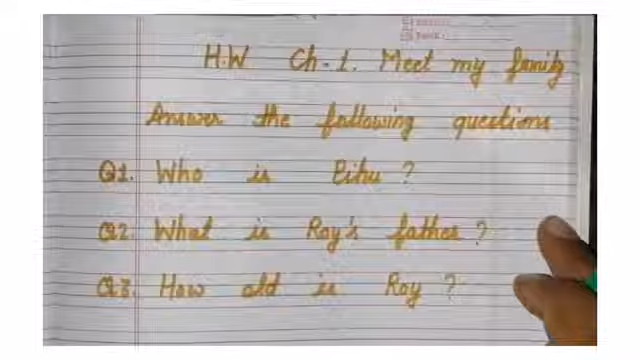 H.W Ch - 1. Meet my family
Answer the following questions
Q1. Who is Pihu ?
Q2. What is Roy's father ?
Q3. How old is Roy ?